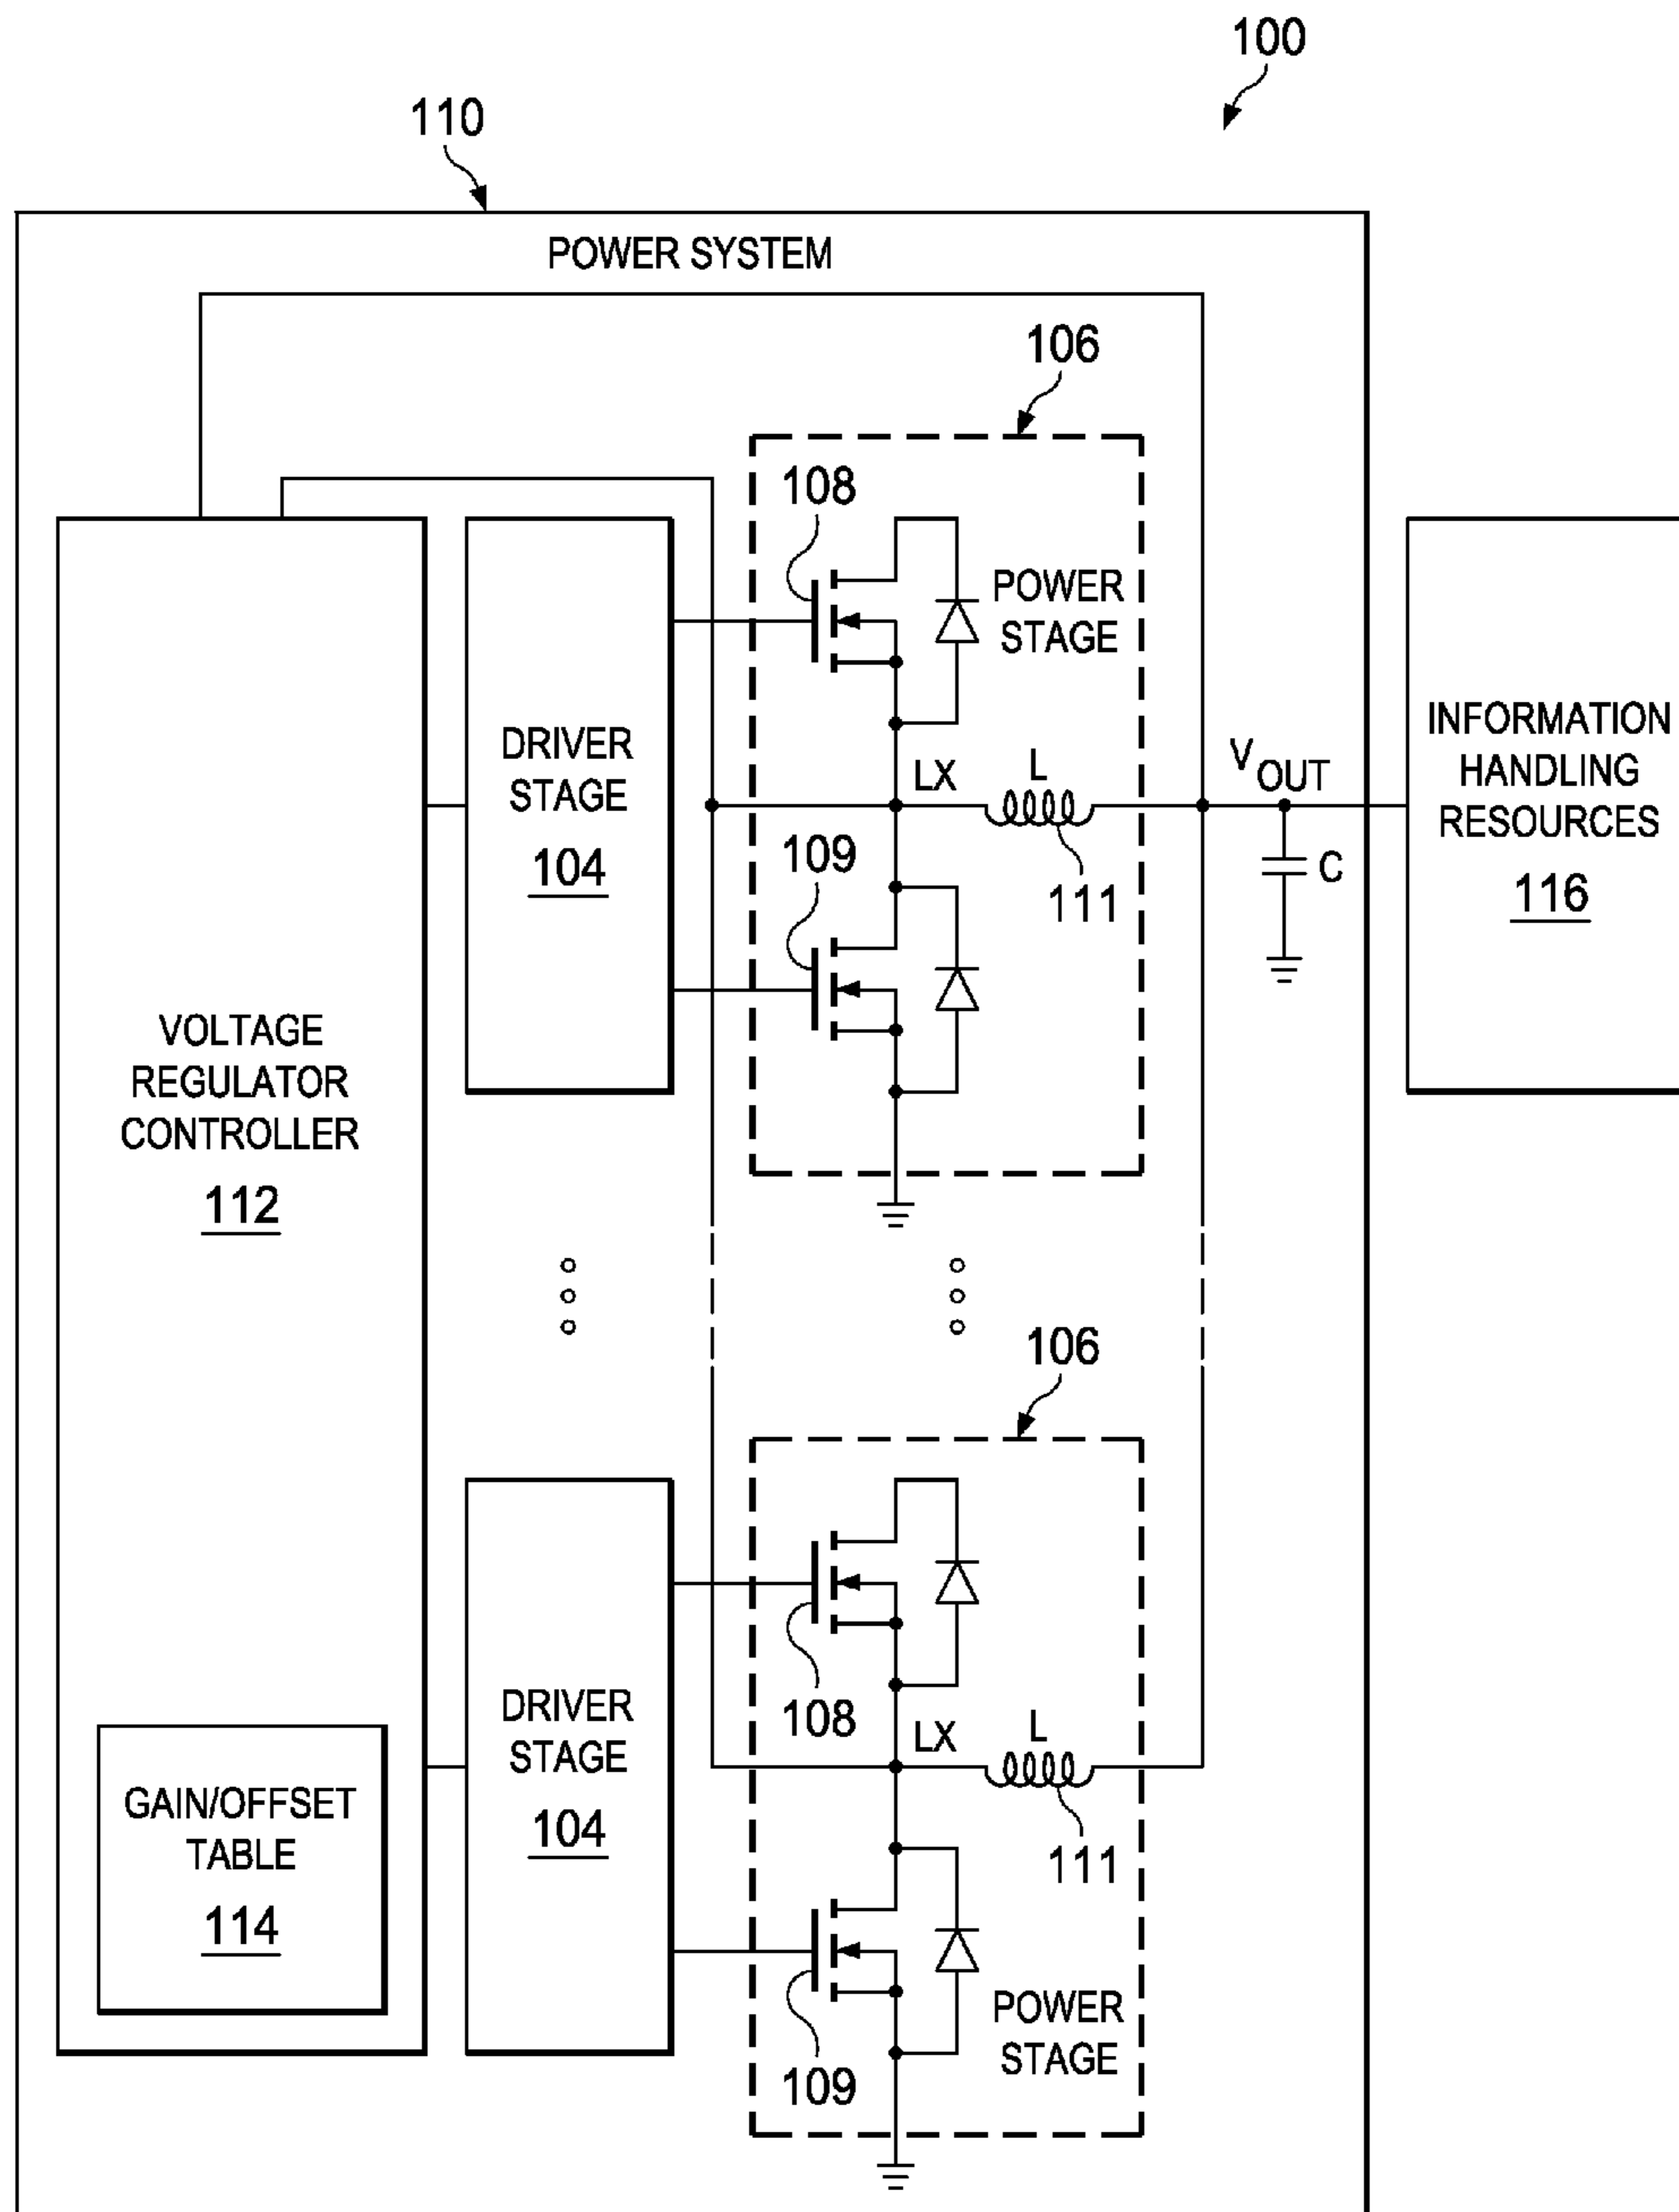 100
110
POWER SYSTEM
106
108
POWER
STAGE
DRIVER
STAGE
104
LX
L
VOUT
INFORMATION
HANDLING
RESOURCES
116
109
111
C
VOLTAGE
REGULATOR
CONTROLLER
112
106
DRIVER
STAGE
104
108
LX
L
111
GAIN/OFFSET
TABLE
114
109
POWER
STAGE